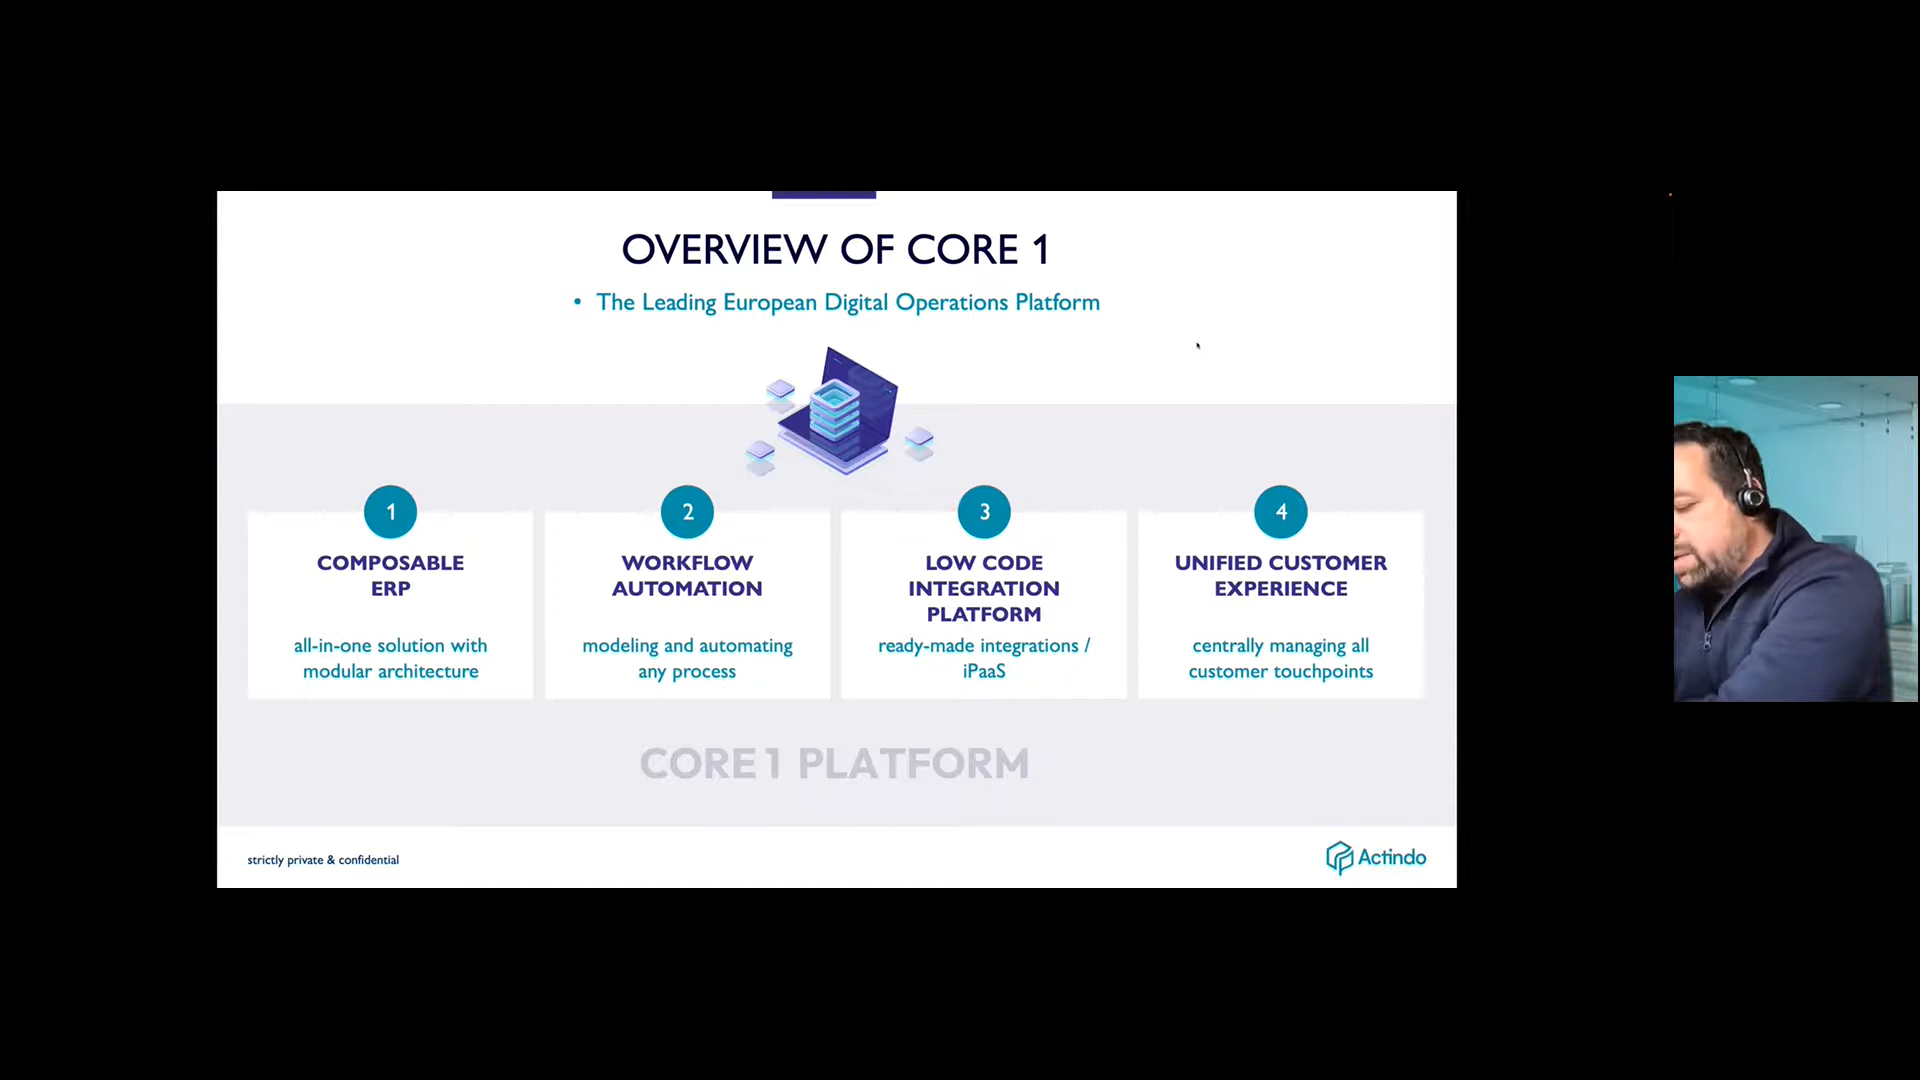 OVERVIEW OF CORE 1
• The Leading European Digital Operations Platform
1
COMPOSABLE
ERP
all-in-one solution with
modular architecture
2
WORKFLOW
AUTOMATION
modeling and automating
any process
3
LOW CODE
INTEGRATION
PLATFORM
ready-made integrations /
iPaaS
4
UNIFIED CUSTOMER
EXPERIENCE
centrally managing all
customer touchpoints
CORE1 PLATFORM
strictly private & confidential
Actindo